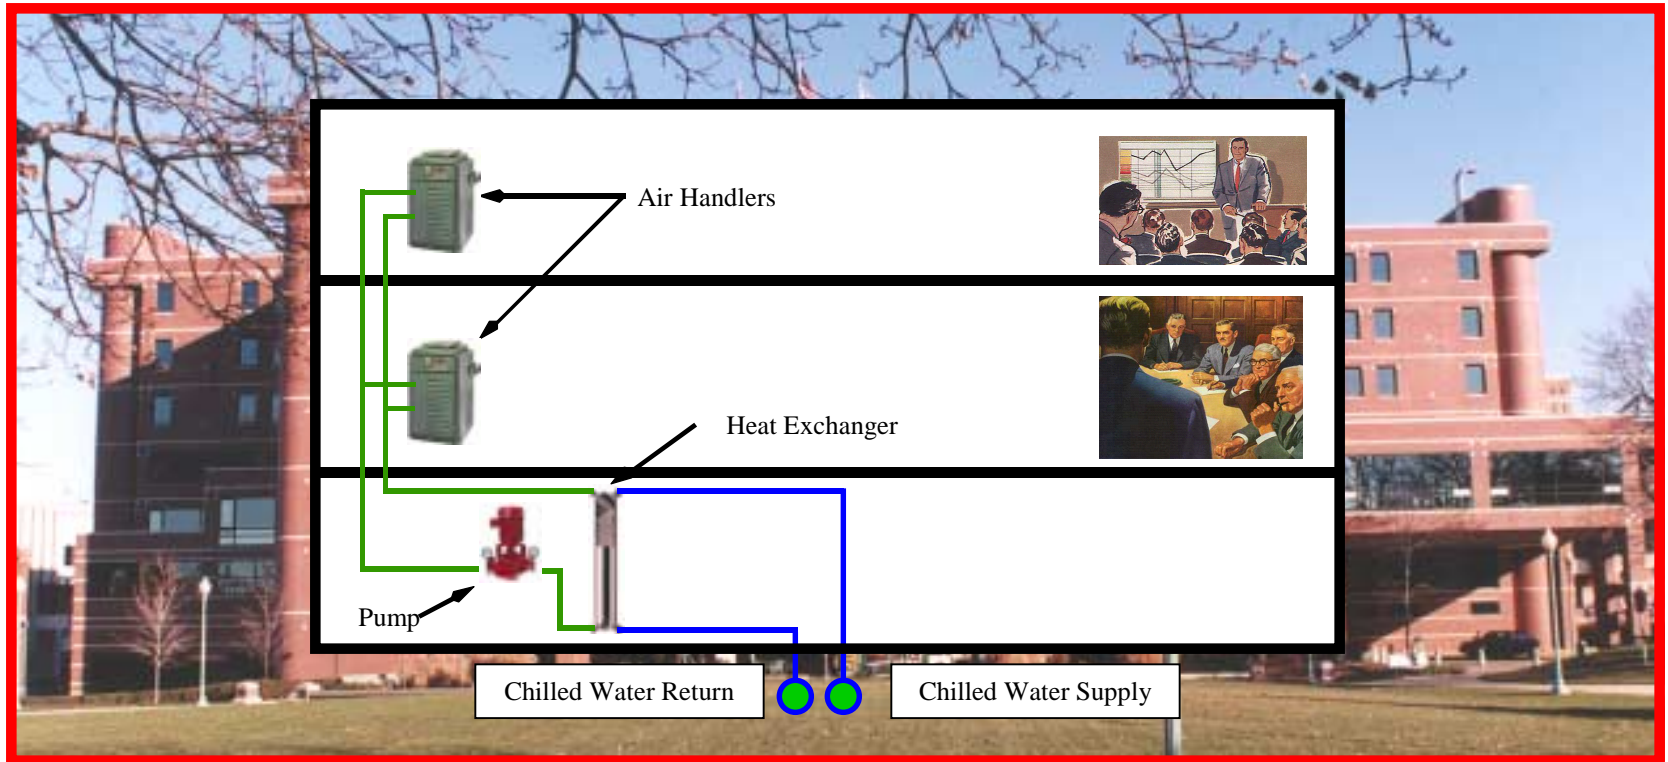 Air Handlers
Heat Exchanger
Pump
Chilled Water Return
Chilled Water Supply